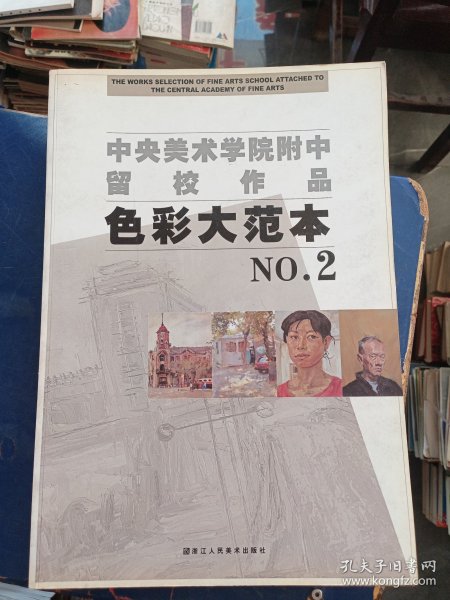 THE WORKS SELECTION OF FINE ARTS SCHOOL ATTACHED TO
THE CENTRAL ACADEMY OF FINE ARTS
中央美术学院附中
留校作品
色彩大范本
NO.2
浙江人民美术出版社
孔夫子旧书网
www.kongfz.com